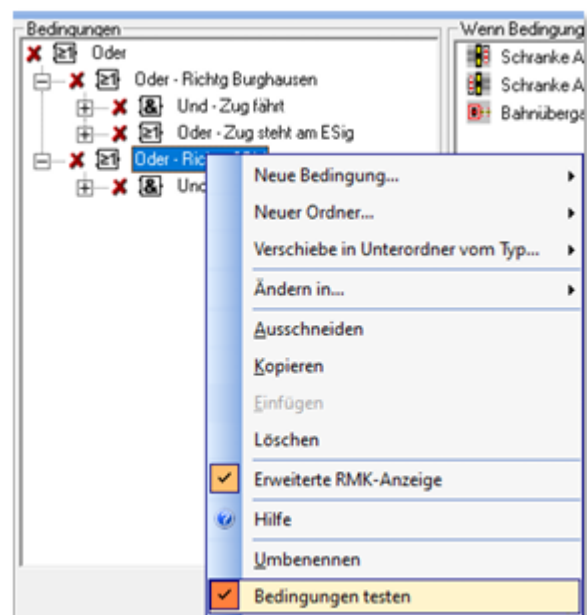 Bedingungen
Oder
Oder - Richtg Burghausen
Und - Zug fährt
Oder - Zug steht am ESig
Oder -
Und
Wenn Bedingung
Schranke A
Schranke A
Bahnüberga
Neue Bedingung...
Neuer Ordner...
Verschiebe in Unterordner vom Typ...
Ändern in...
Ausschneiden
Kopieren
Einfügen
Löschen
Erweiterte RMK-Anzeige
Hilfe
Umbenennen
Bedingungen testen